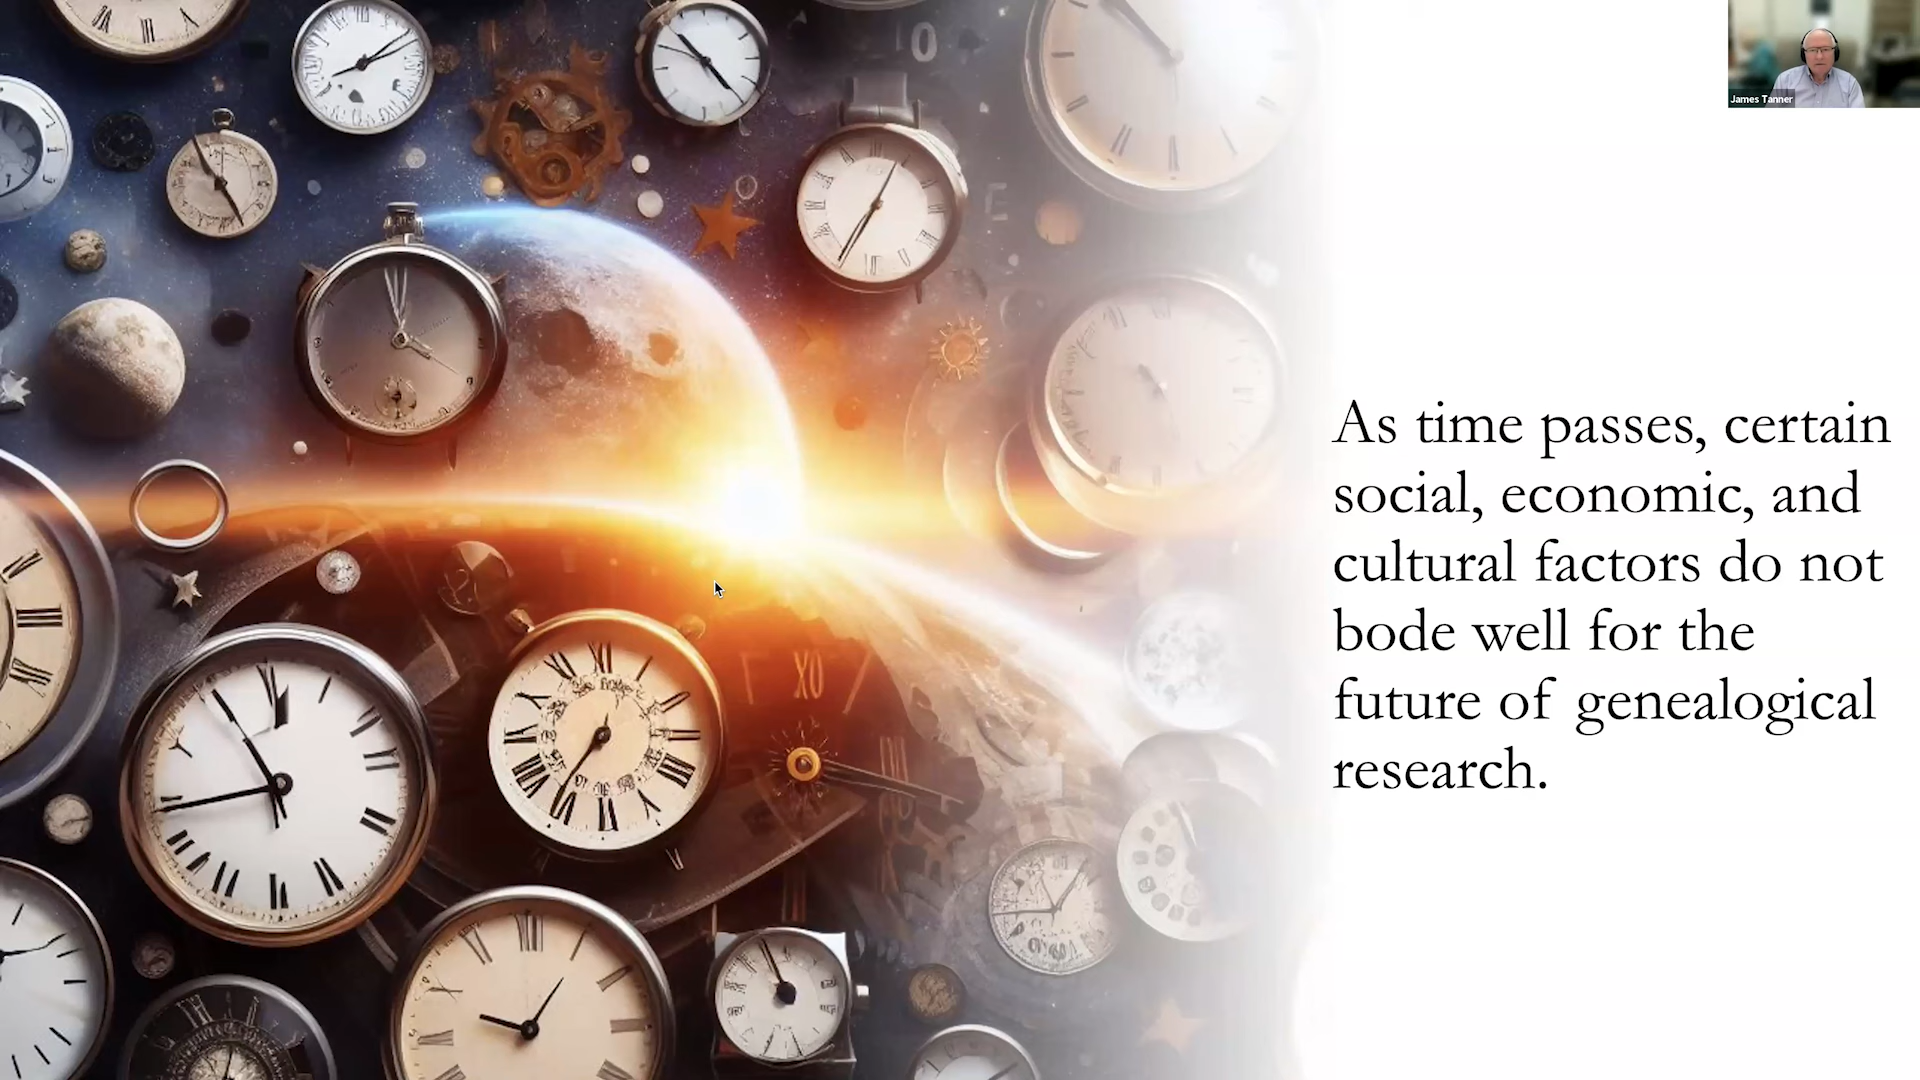 James Tanner
As time passes, certain
social, economic, and
cultural factors do not
bode well for the
future of genealogical
research.